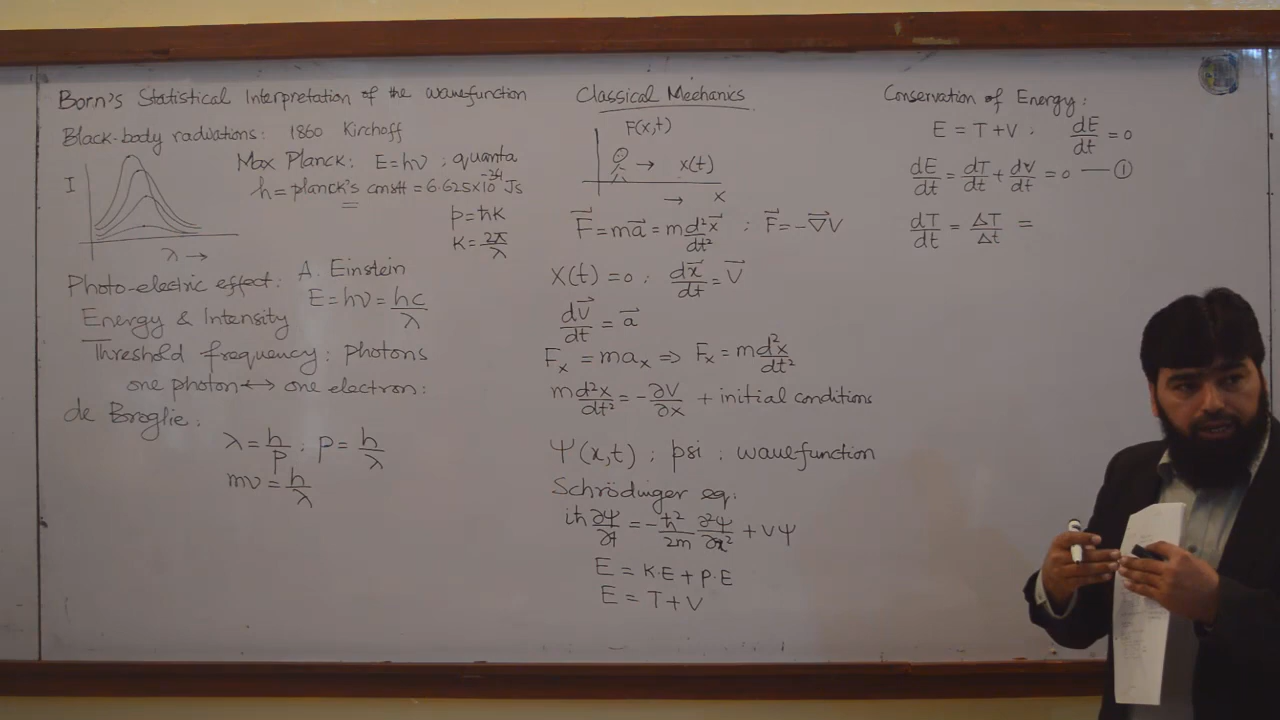 Born's Statistical Interpretation of the wavefunction
Black-body radiations: 1860 Kirchoff
Max Planck: E=hν ; quanta
h = planck's constt = 6.625x10⁻³⁴ Js
I
λ →
p=ħK
K = 2π/λ
Photo-electric effect: A. Einstein
E = hν = hc/λ
Energy & Intensity
Threshold frequency: photons
one photon ↔ one electron:
de Broglie:
λ = h/p ; p = h/λ
mv = h/λ
Classical Mechanics
F(x,t)
→ x(t)
→ x
F⃗ = ma⃗ = m d²x⃗/dt² ; F⃗ = -∇⃗V
x(t) = 0 ; dx⃗/dt = v⃗
dv⃗/dt = a⃗
Fₓ = maₓ ⇒ Fₓ = m d²x/dt²
m d²x/dt² = -∂V/∂x + initial conditions
Ψ(x,t) ; psi ; wavefunction
Schrödinger eq:
iħ ∂Ψ/∂t = -ħ²/2m ∂²Ψ/∂x² + VΨ
E = K.E + P.E
E = T + V
Conservation of Energy:
E = T+V ; dE/dt = 0
dE/dt = dT/dt + dV/dt = 0 — ①
dT/dt = ΔT/Δt =